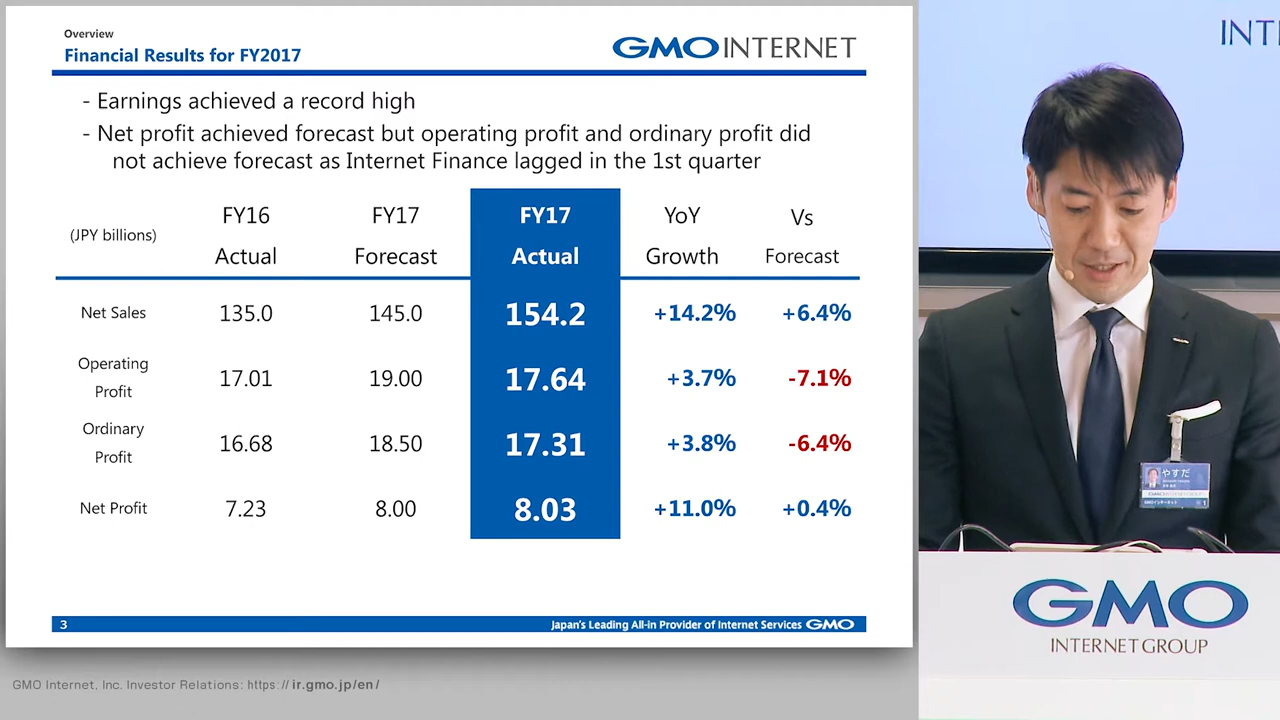 Overview
Financial Results for FY2017
GMO INTERNET
- Earnings achieved a record high
- Net profit achieved forecast but operating profit and ordinary profit did
not achieve forecast as Internet Finance lagged in the 1st quarter
(JPY billions)
FY16 Actual
FY17 Forecast
FY17 Actual
YoY Growth
Vs Forecast
Net Sales 135.0 145.0 154.2 +14.2% +6.4%
Operating Profit 17.01 19.00 17.64 +3.7% -7.1%
Ordinary Profit 16.68 18.50 17.31 +3.8% -6.4%
Net Profit 7.23 8.00 8.03 +11.0% +0.4%
3
Japan's Leading All-in Provider of Internet Services GMO
GMO Internet, Inc. Investor Relations: https://ir.gmo.jp/en/
INT
やすだ
GMO
INTERNET GROUP